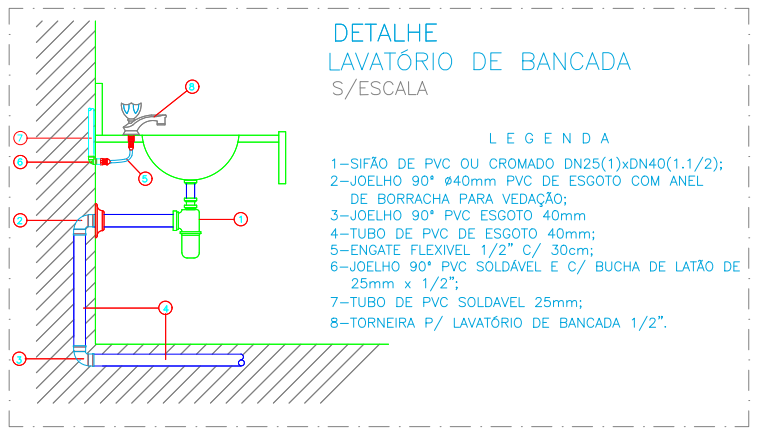 DETALHE
LAVATÓRIO DE BANCADA
S/ESCALA
LEGENDA
1-SIFÃO DE PVC OU CROMADO DN25(1)xDN40(1.1/2);
2-JOELHO 90° Ø40mm PVC DE ESGOTO COM ANEL
DE BORRACHA PARA VEDAÇÃO;
3-JOELHO 90° PVC ESGOTO 40mm
4-TUBO DE PVC DE ESGOTO 40mm;
5-ENGATE FLEXIVEL 1/2" C/ 30cm;
6-JOELHO 90° PVC SOLDÁVEL E C/ BUCHA DE LATÃO DE
25mm x 1/2";
7-TUBO DE PVC SOLDAVEL 25mm;
8-TORNEIRA P/ LAVATÓRIO DE BANCADA 1/2".
8
7
6
5
2
1
4
3